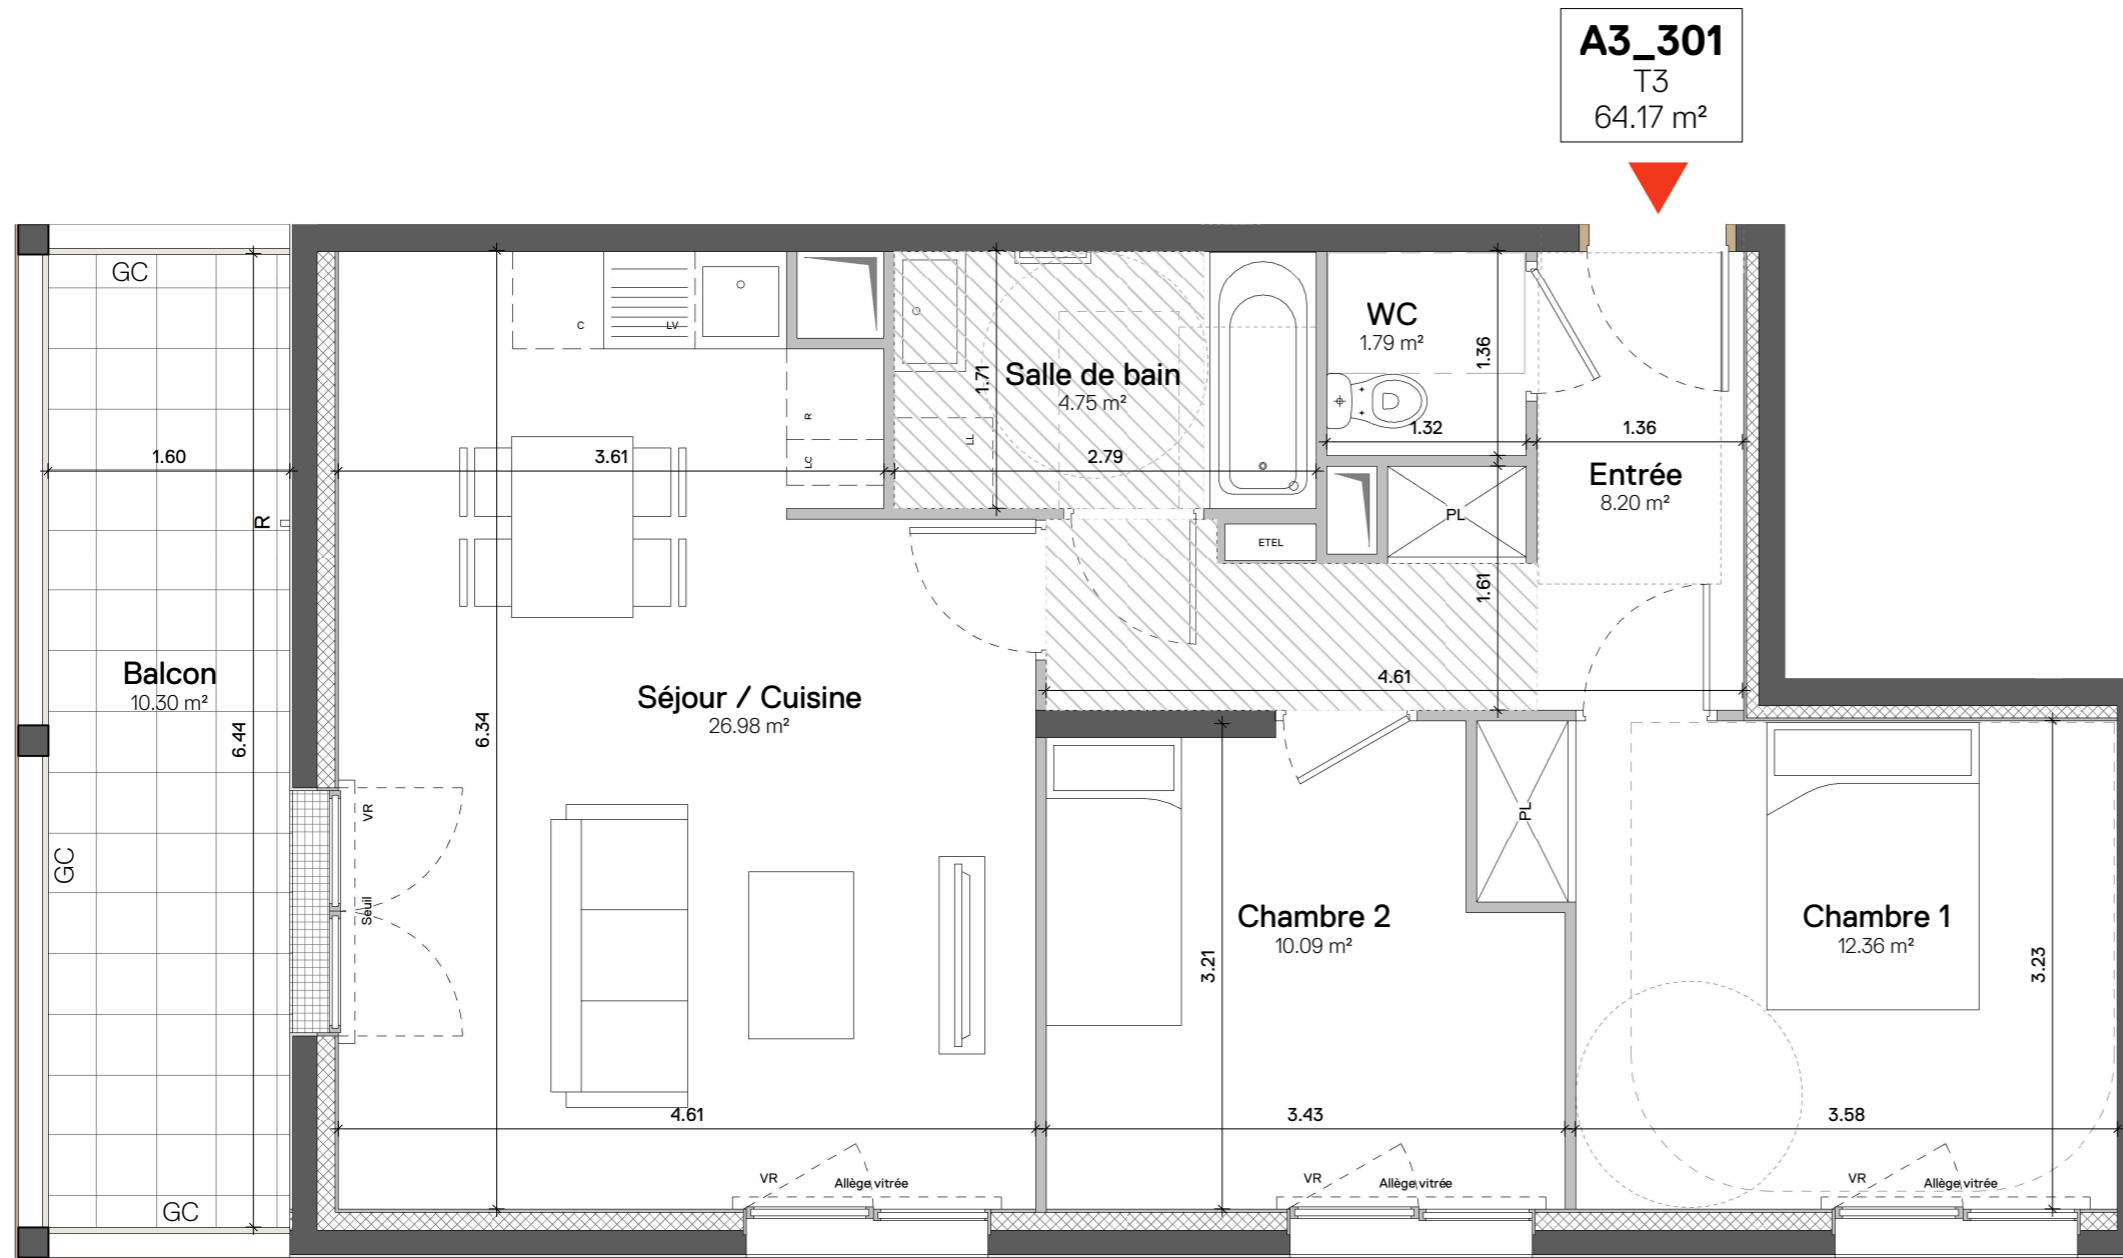 A3_301
T3
64.17 m²
GC
C
LV
WC
1.79 m²
1.36
1.71
Salle de bain
4.75 m²
R
1.32
1.36
1.60
3.61
LC
LL
2.79
Entrée
8.20 m²
R
PL
ETEL
1.61
Balcon
10.30 m²
6.44
Séjour / Cuisine
26.98 m²
6.34
4.61
VR
PL
GC
Seuil
Chambre 2
10.09 m²
3.21
Chambre 1
12.36 m²
3.23
4.61
3.43
3.58
VR
Allège vitrée
VR
Allège vitrée
VR
Allège vitrée
GC